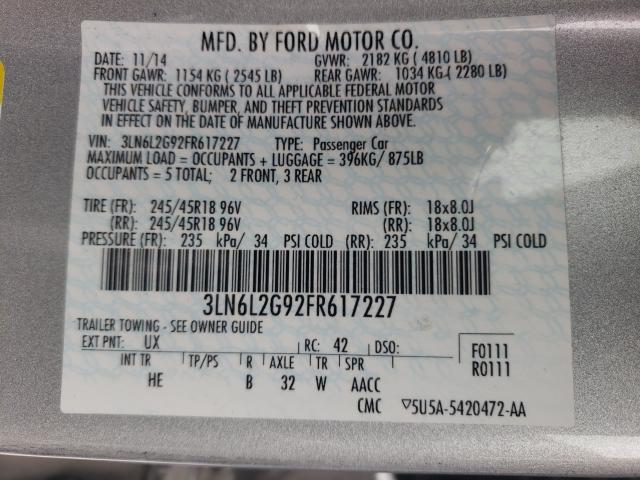 MFD. BY FORD MOTOR CO.
DATE: 11/14 GVWR: 2182 KG ( 4810 LB)
FRONT GAWR: 1154 KG ( 2545 LB) REAR GAWR: 1034 KG ( 2280 LB)
THIS VEHICLE CONFORMS TO ALL APPLICABLE FEDERAL MOTOR
VEHICLE SAFETY, BUMPER, AND THEFT PREVENTION STANDARDS
IN EFFECT ON THE DATE OF MANUFACTURE SHOWN ABOVE.
VIN: 3LN6L2G92FR617227 TYPE: Passenger Car
MAXIMUM LOAD = OCCUPANTS + LUGGAGE = 396KG/ 875LB
OCCUPANTS = 5 TOTAL; 2 FRONT, 3 REAR
TIRE (FR): 245/45R18 96V RIMS (FR): 18x8.0J
(RR): 245/45R18 96V (RR): 18x8.0J
PRESSURE (FR): 235 kPa/ 34 PSI COLD (RR): 235 kPa/ 34 PSI COLD
3LN6L2G92FR617227
TRAILER TOWING - SEE OWNER GUIDE
EXT PNT: UX RC: 42 DSO: F0111
INT TR TP/PS R AXLE TR SPR R0111
HE B 32 W AACC
CMC ▽5U5A-5420472-AA